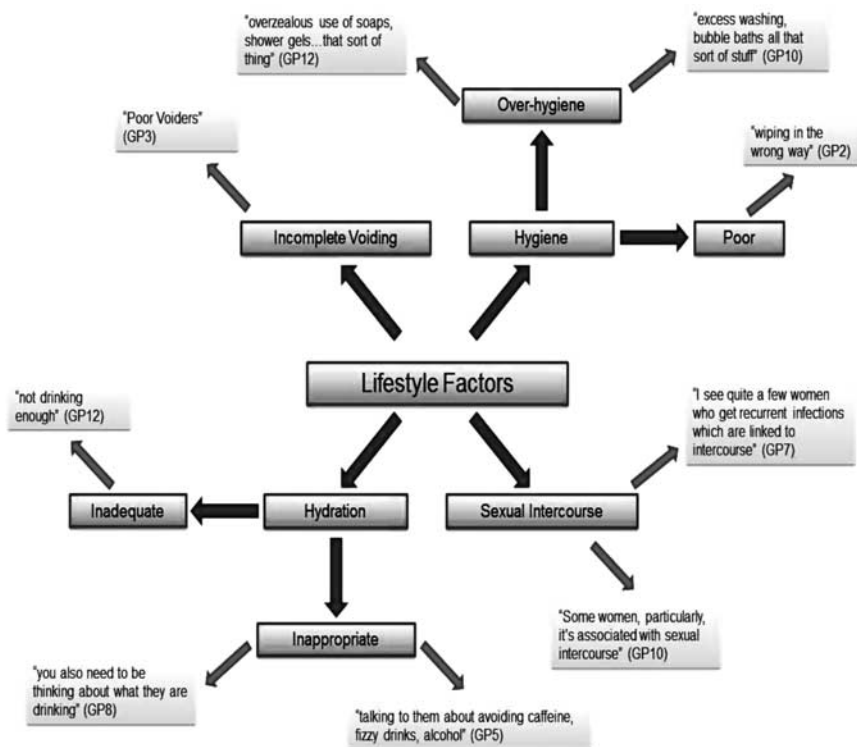 "overzealous use of soaps,
shower gels...that sort of
thing" (GP12)
"excess washing,
bubble baths all that
sort of stuff" (GP10)
Over-hygiene
"Poor Voiders"
(GP3)
"wiping in the
wrong way" (GP2)
Incomplete Voiding
Hygiene
Poor
Lifestyle Factors
"not drinking
enough" (GP12)
"I see quite a few women
who get recurrent infections
which are linked to
intercourse" (GP7)
Inadequate
Hydration
Sexual Intercourse
Inappropriate
"Some women, particularly,
it's associated with sexual
intercourse" (GP10)
"you also need to be
thinking about what they are
drinking" (GP8)
"talking to them about avoiding caffeine,
fizzy drinks, alcohol" (GP5)